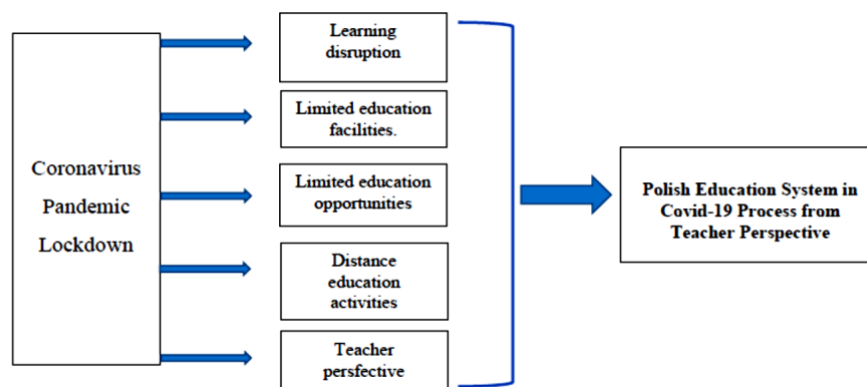 Coronavirus
Pandemic
Lockdown
Learning
disruption
Limited education
facilities.
Limited education
opportunities
Distance
education
activities
Teacher
persfective
Polish Education System in
Covid-19 Process from
Teacher Perspective